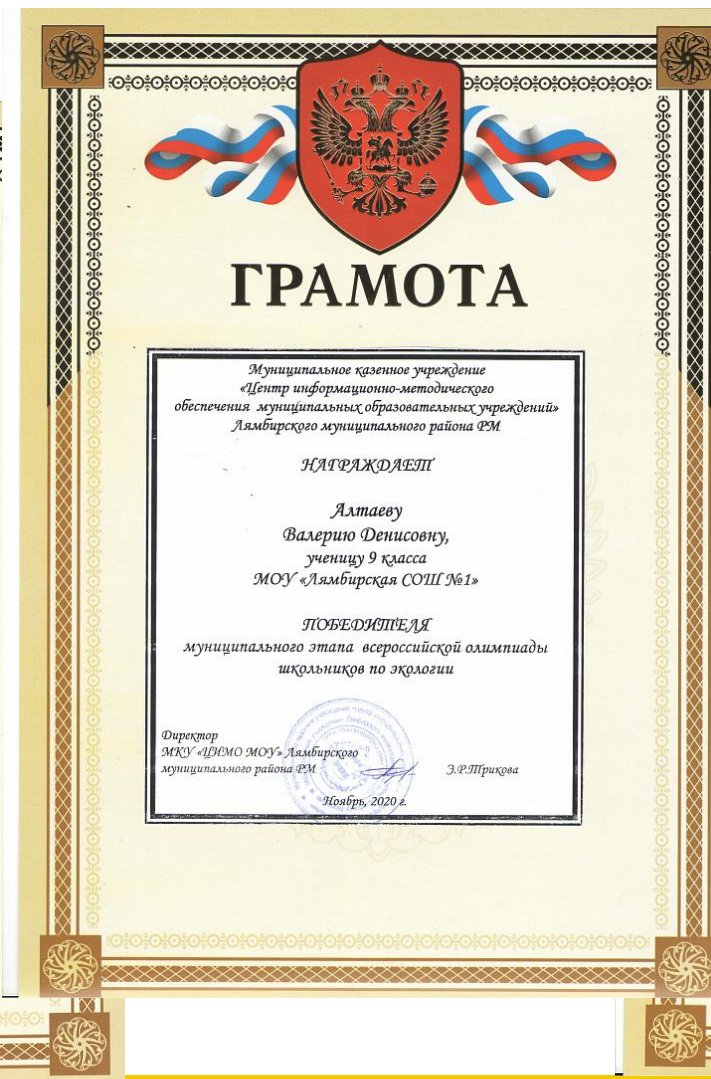 ГРАМОТА
Муниципальное казенное учреждение
«Центр информационно-методического
обеспечения муниципальных образовательных учреждений»
Лямбирского муниципального района РМ
НАГРАЖДАЕТ
Алтаеву
Валерию Денисовну,
ученицу 9 класса
МОУ «Лямбирская СОШ №1»
ПОБЕДИТЕЛЯ
муниципального этапа всероссийской олимпиады
школьников по экологии
Директор
МКУ «ЦИМО МОУ» Лямбирского
муниципального района РМ Э.Р.Трикова
Ноябрь, 2020 г.